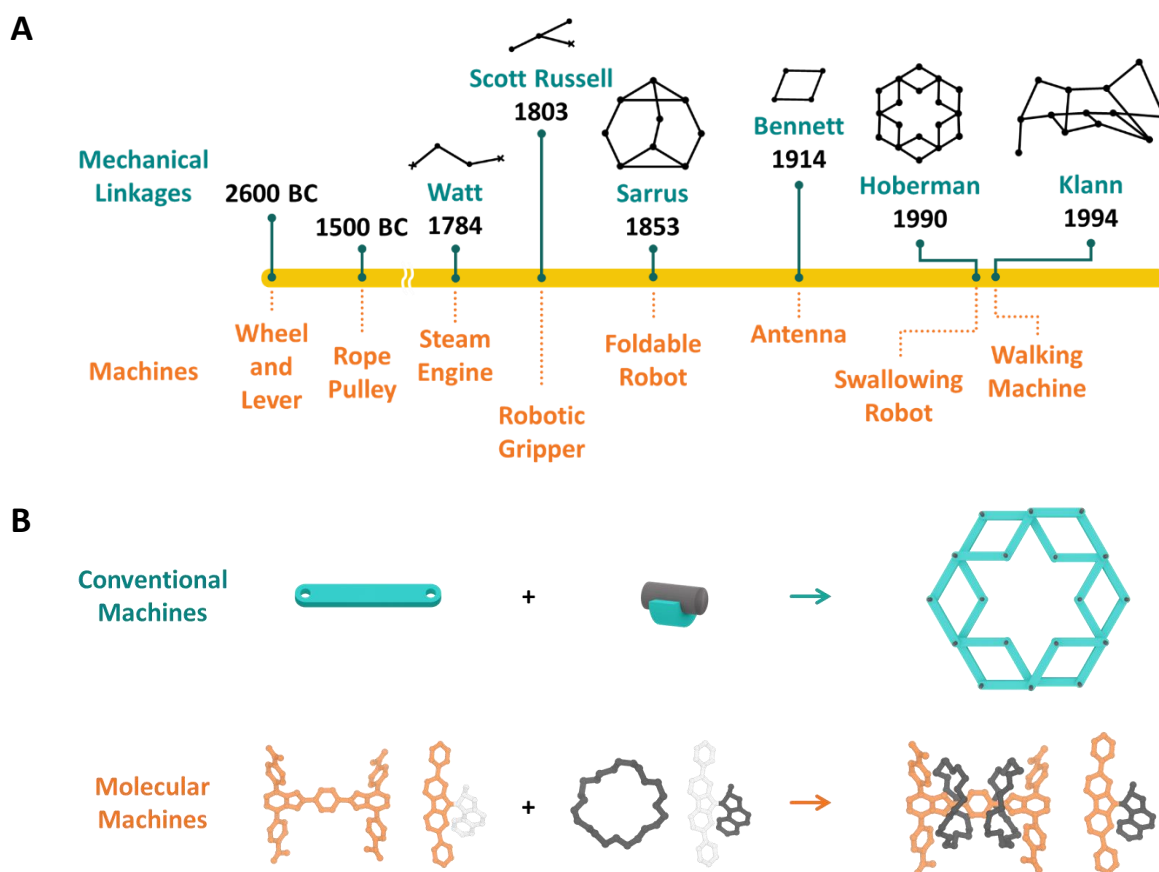 A
Scott Russell
1803
Bennett
1914
Mechanical
Linkages
2600 BC
1500 BC
Watt
1784
Sarrus
1853
Hoberman
1990
Klann
1994
Machines
Wheel
and
Lever
Rope
Pulley
Steam
Engine
Robotic
Gripper
Foldable
Robot
Antenna
Swallowing
Robot
Walking
Machine
B
Conventional
Machines
+
Molecular
Machines
+